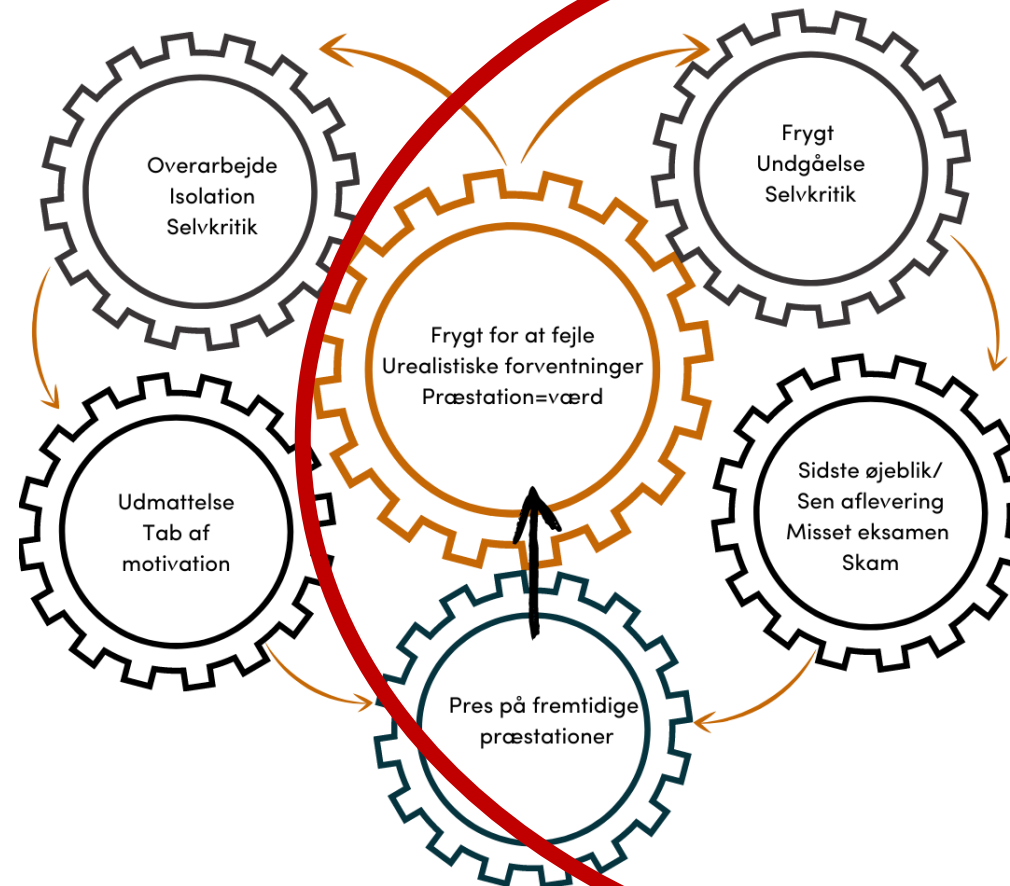 Overarbejde
Isolation
Selvkritik
Frygt
Undgåelse
Selvkritik
Frygt for at fejle
Urealistiske forventninger
Præstation=værd
Udmattelse
Tab af
motivation
Sidste øjeblik/
Sen aflevering
Misset eksamen
Skam
Pres på fremtidige
præstationer